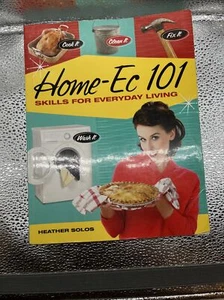 Cook It
Clean It
Fix It
Home-Ec 101
SKILLS FOR EVERYDAY LIVING
Wash It
HEATHER SOLOS